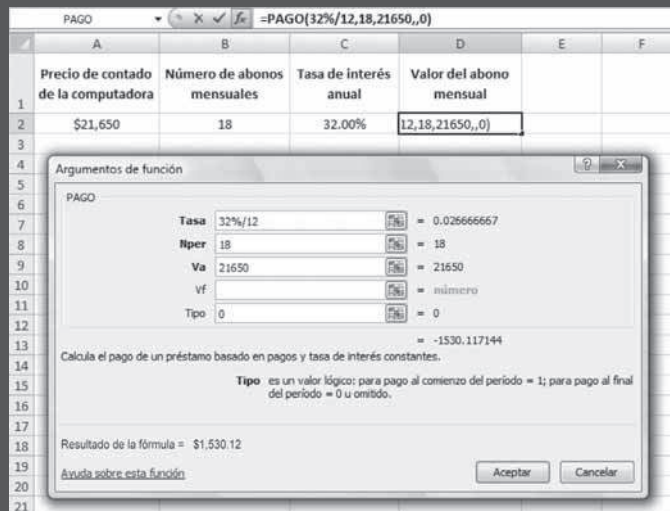 PAGO
=PAGO(32%/12,18,21650,,0)
A B C D E F
1 Precio de contado de la computadora Número de abonos mensuales Tasa de interés anual Valor del abono mensual
2 $21,650 18 32.00% 12,18,21650,,0)
3
4
5
6
7
8
9
10
11
12
13
14
15
16
17
18
19
20
21
Argumentos de función
PAGO
Tasa 32%/12 = 0.026666667
Nper 18 = 18
Va 21650 = 21650
Vf = número
Tipo 0 = 0
= -1530.117144
Calcula el pago de un préstamo basado en pagos y tasa de interés constantes.
Tipo es un valor lógico: para pago al comienzo del período = 1; para pago al final
del período = 0 u omitido.
Resultado de la fórmula = $1,530.12
Ayuda sobre esta función
Aceptar Cancelar